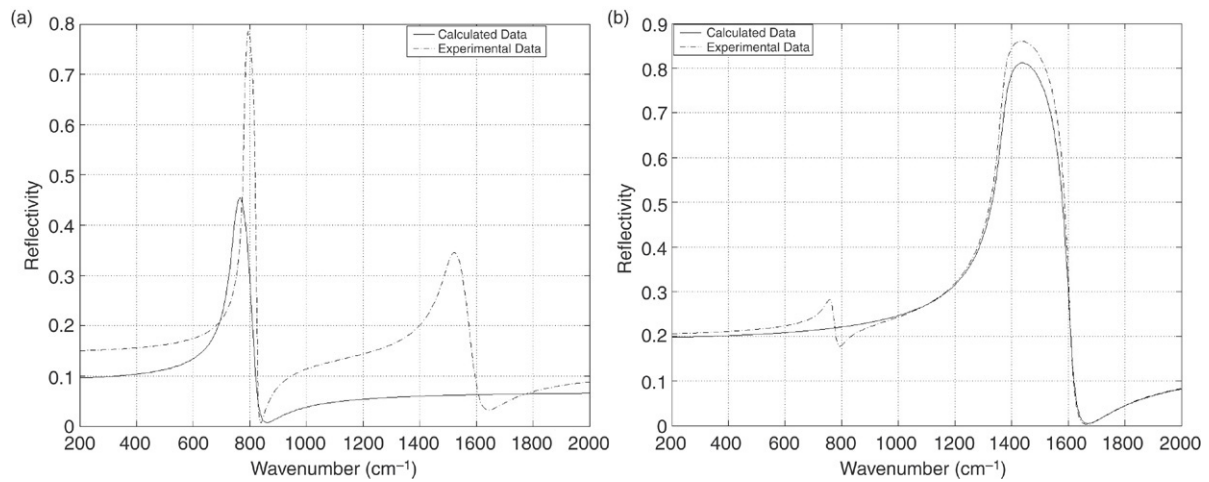 (a)
0.8
0.7
0.6
0.5
0.4
0.3
0.2
0.1
0
Reflectivity
Calculated Data
Experimental Data
200 400 600 800 1000 1200 1400 1600 1800 2000
Wavenumber (cm⁻¹)
(b)
0.9
0.8
0.7
0.6
0.5
0.4
0.3
0.2
0.1
0
Reflectivity
Calculated Data
Experimental Data
200 400 600 800 1000 1200 1400 1600 1800 2000
Wavenumber (cm⁻¹)